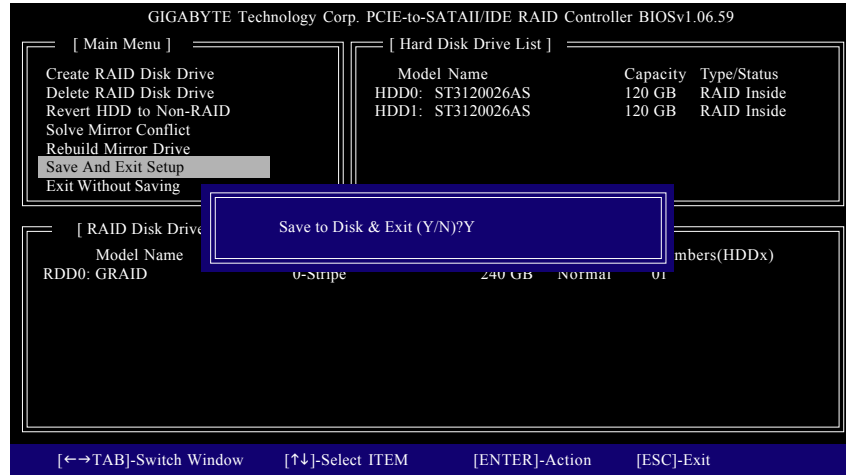 GIGABYTE Technology Corp. PCIE-to-SATAII/IDE RAID Controller BIOSv1.06.59
[ Main Menu ]
Create RAID Disk Drive
Delete RAID Disk Drive
Revert HDD to Non-RAID
Solve Mirror Conflict
Rebuild Mirror Drive
Save And Exit Setup
Exit Without Saving
[ Hard Disk Drive List ]
Model Name Capacity Type/Status
HDD0: ST3120026AS 120 GB RAID Inside
HDD1: ST3120026AS 120 GB RAID Inside
Save to Disk & Exit (Y/N)?Y
[ RAID Disk Drive
Model Name mbers(HDDx)
RDD0: GRAID 0-Stripe 240 GB Normal 01
[←→TAB]-Switch Window [↑↓]-Select ITEM [ENTER]-Action [ESC]-Exit